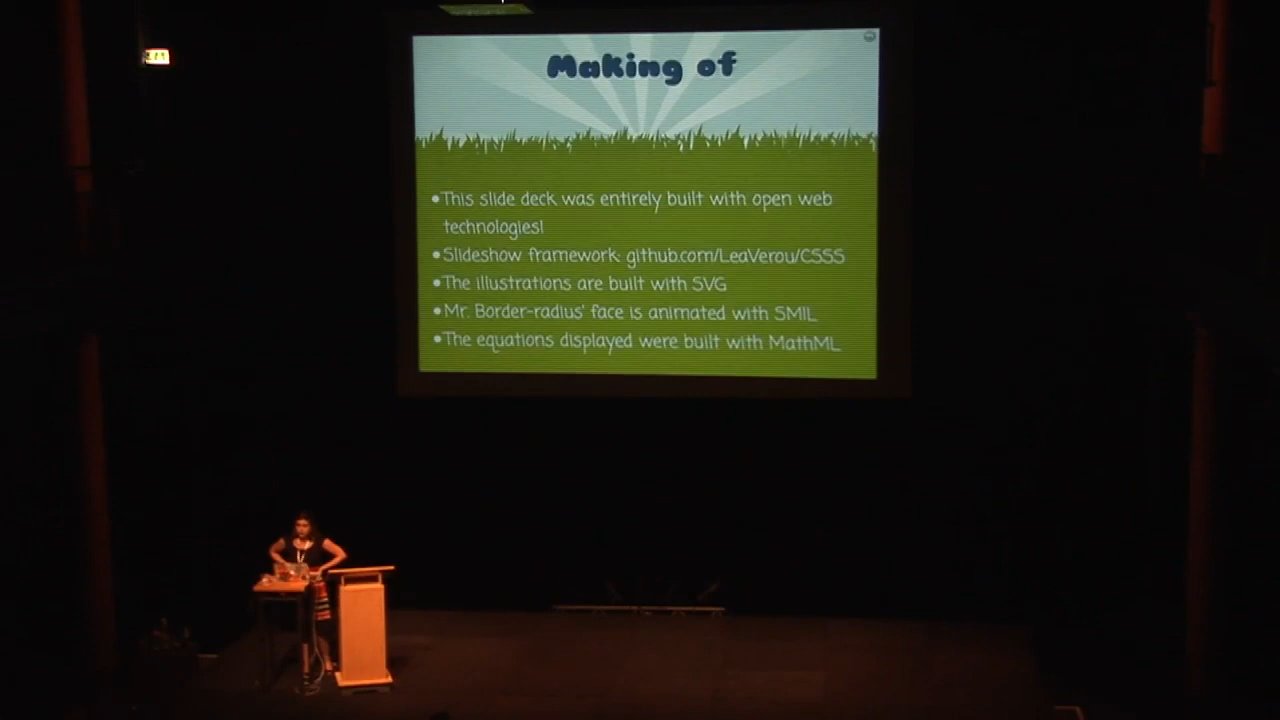 Making of
•This slide deck was entirely built with open web
technologies!
•Slideshow framework: github.com/LeaVerou/CSSS
•The illustrations are built with SVG
•Mr. Border-radius' face is animated with SMIL
•The equations displayed were built with MathML